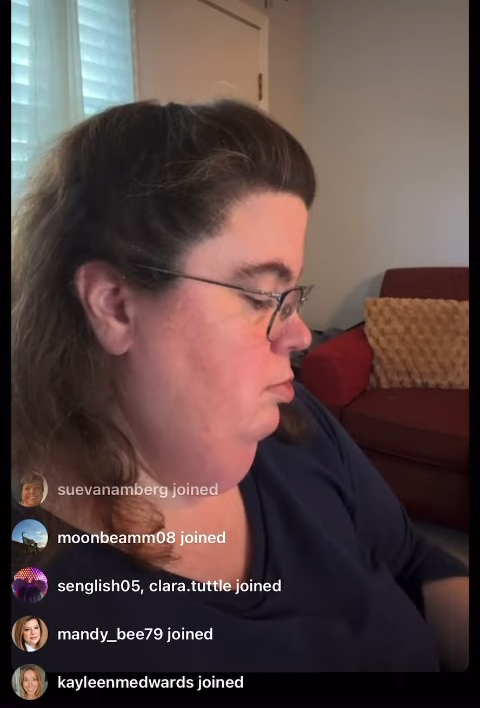 suevanamberg joined
moonbeamm08 joined
senglish05, clara.tuttle joined
mandy_bee79 joined
kayleenmedwards joined